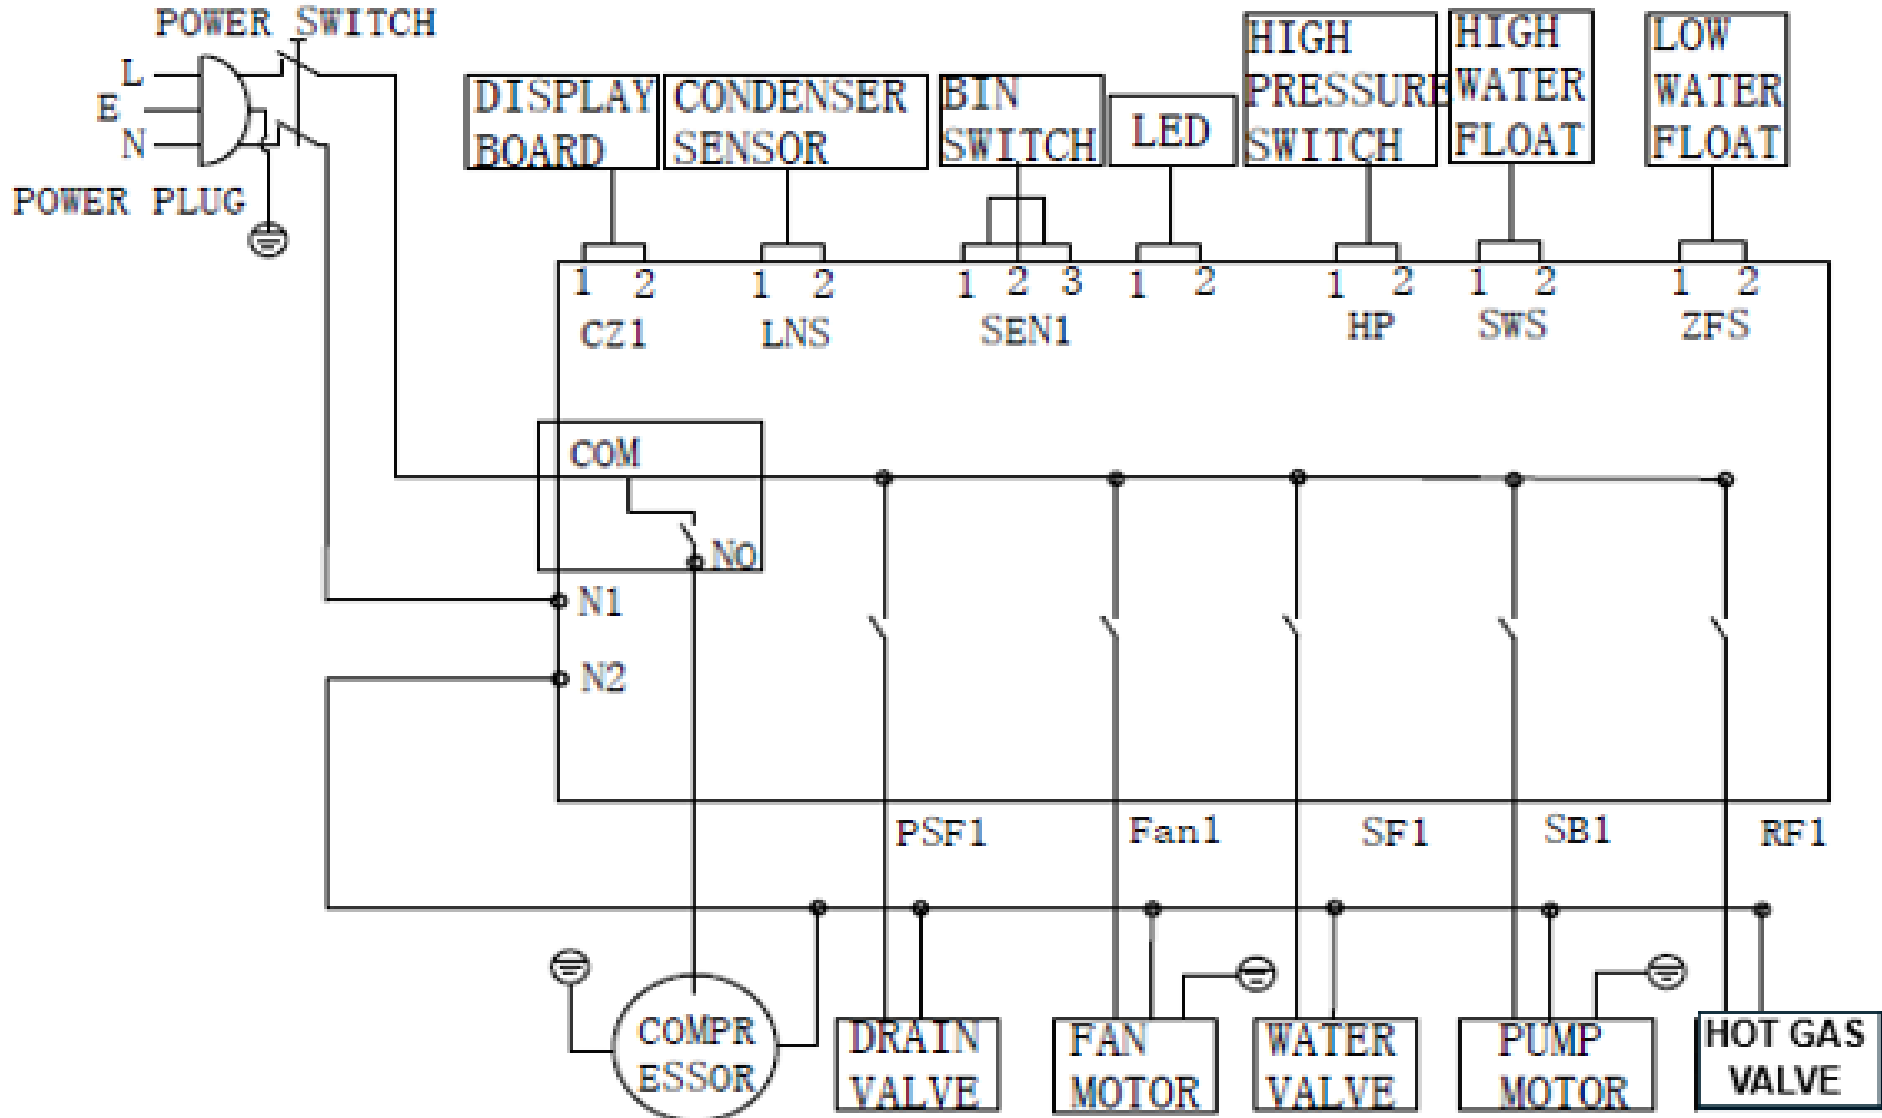 POWER SWITCH
L
E
N
POWER PLUG
DISPLAY
BOARD
CONDENSER
SENSOR
BIN
SWITCH
LED
HIGH
PRESSURE
SWITCH
HIGH
WATER
FLOAT
LOW
WATER
FLOAT
1 2
CZ1
1 2
LNS
1 2 3
SEN1
1 2
1 2
HP
1 2
SWS
1 2
ZFS
COM
NO
N1
N2
PSF1
Fan1
SF1
SB1
RF1
COMPR
ESSOR
DRAIN
VALVE
FAN
MOTOR
WATER
VALVE
PUMP
MOTOR
HOT GAS
VALVE